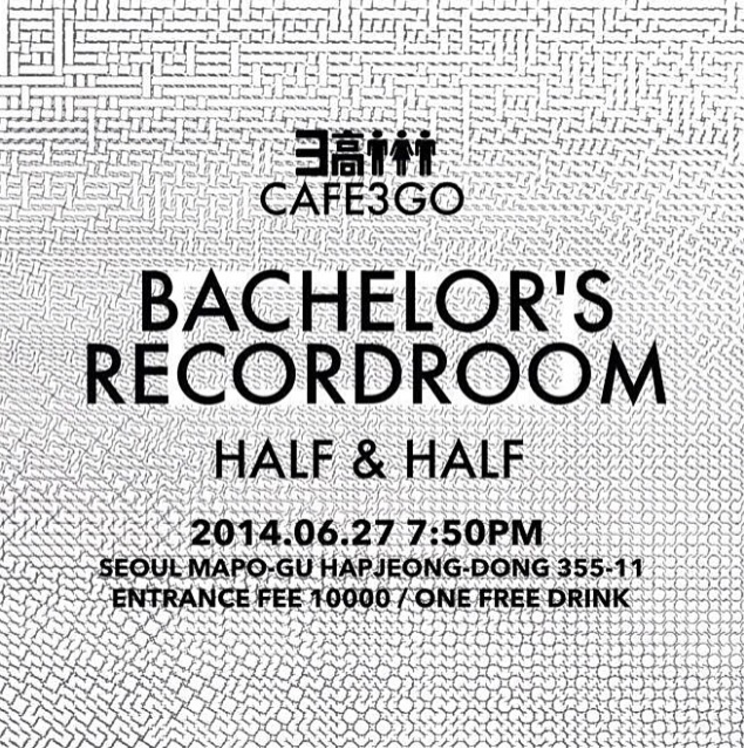 3高
CAFE3GO
BACHELOR'S
RECORDROOM
HALF & HALF
2014.06.27 7:50PM
SEOUL MAPO-GU HAPJEONG-DONG 355-11
ENTRANCE FEE 10000 / ONE FREE DRINK